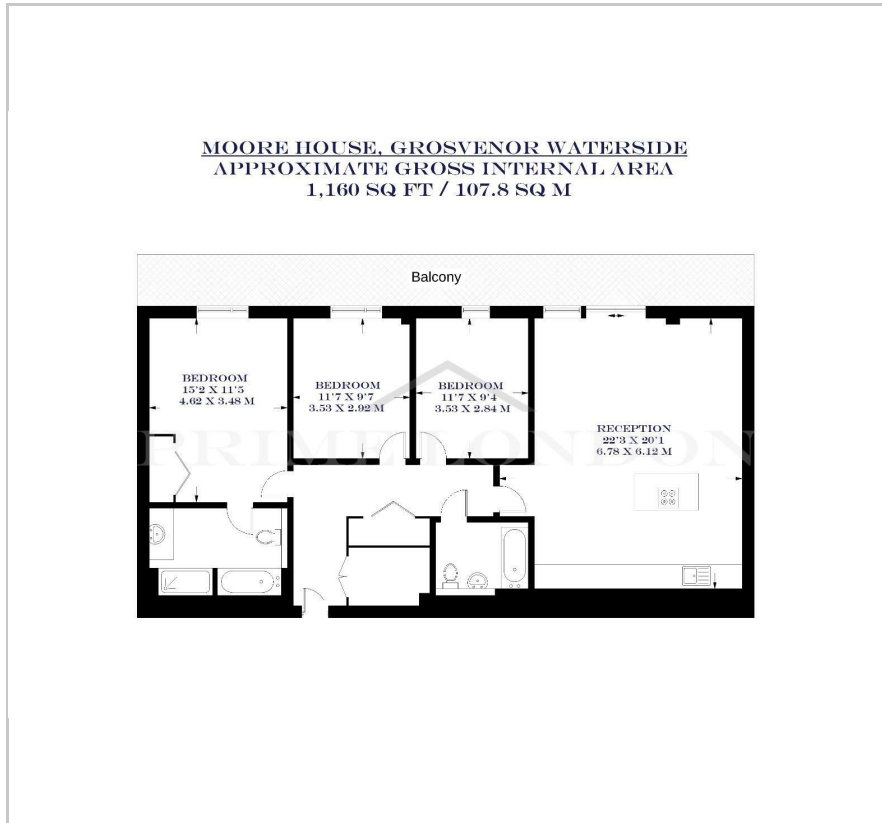 MOORE HOUSE, GROSVENOR WATERSIDE
APPROXIMATE GROSS INTERNAL AREA
1,160 SQ FT / 107.8 SQ M
Balcony
BEDROOM
15'2 X 11'5
4.62 X 3.48 M
BEDROOM
11'7 X 9'7
3.53 X 2.92 M
BEDROOM
11'7 X 9'4
3.53 X 2.84 M
RECEPTION
22'3 X 20'1
6.78 X 6.12 M
PRIME LONDON